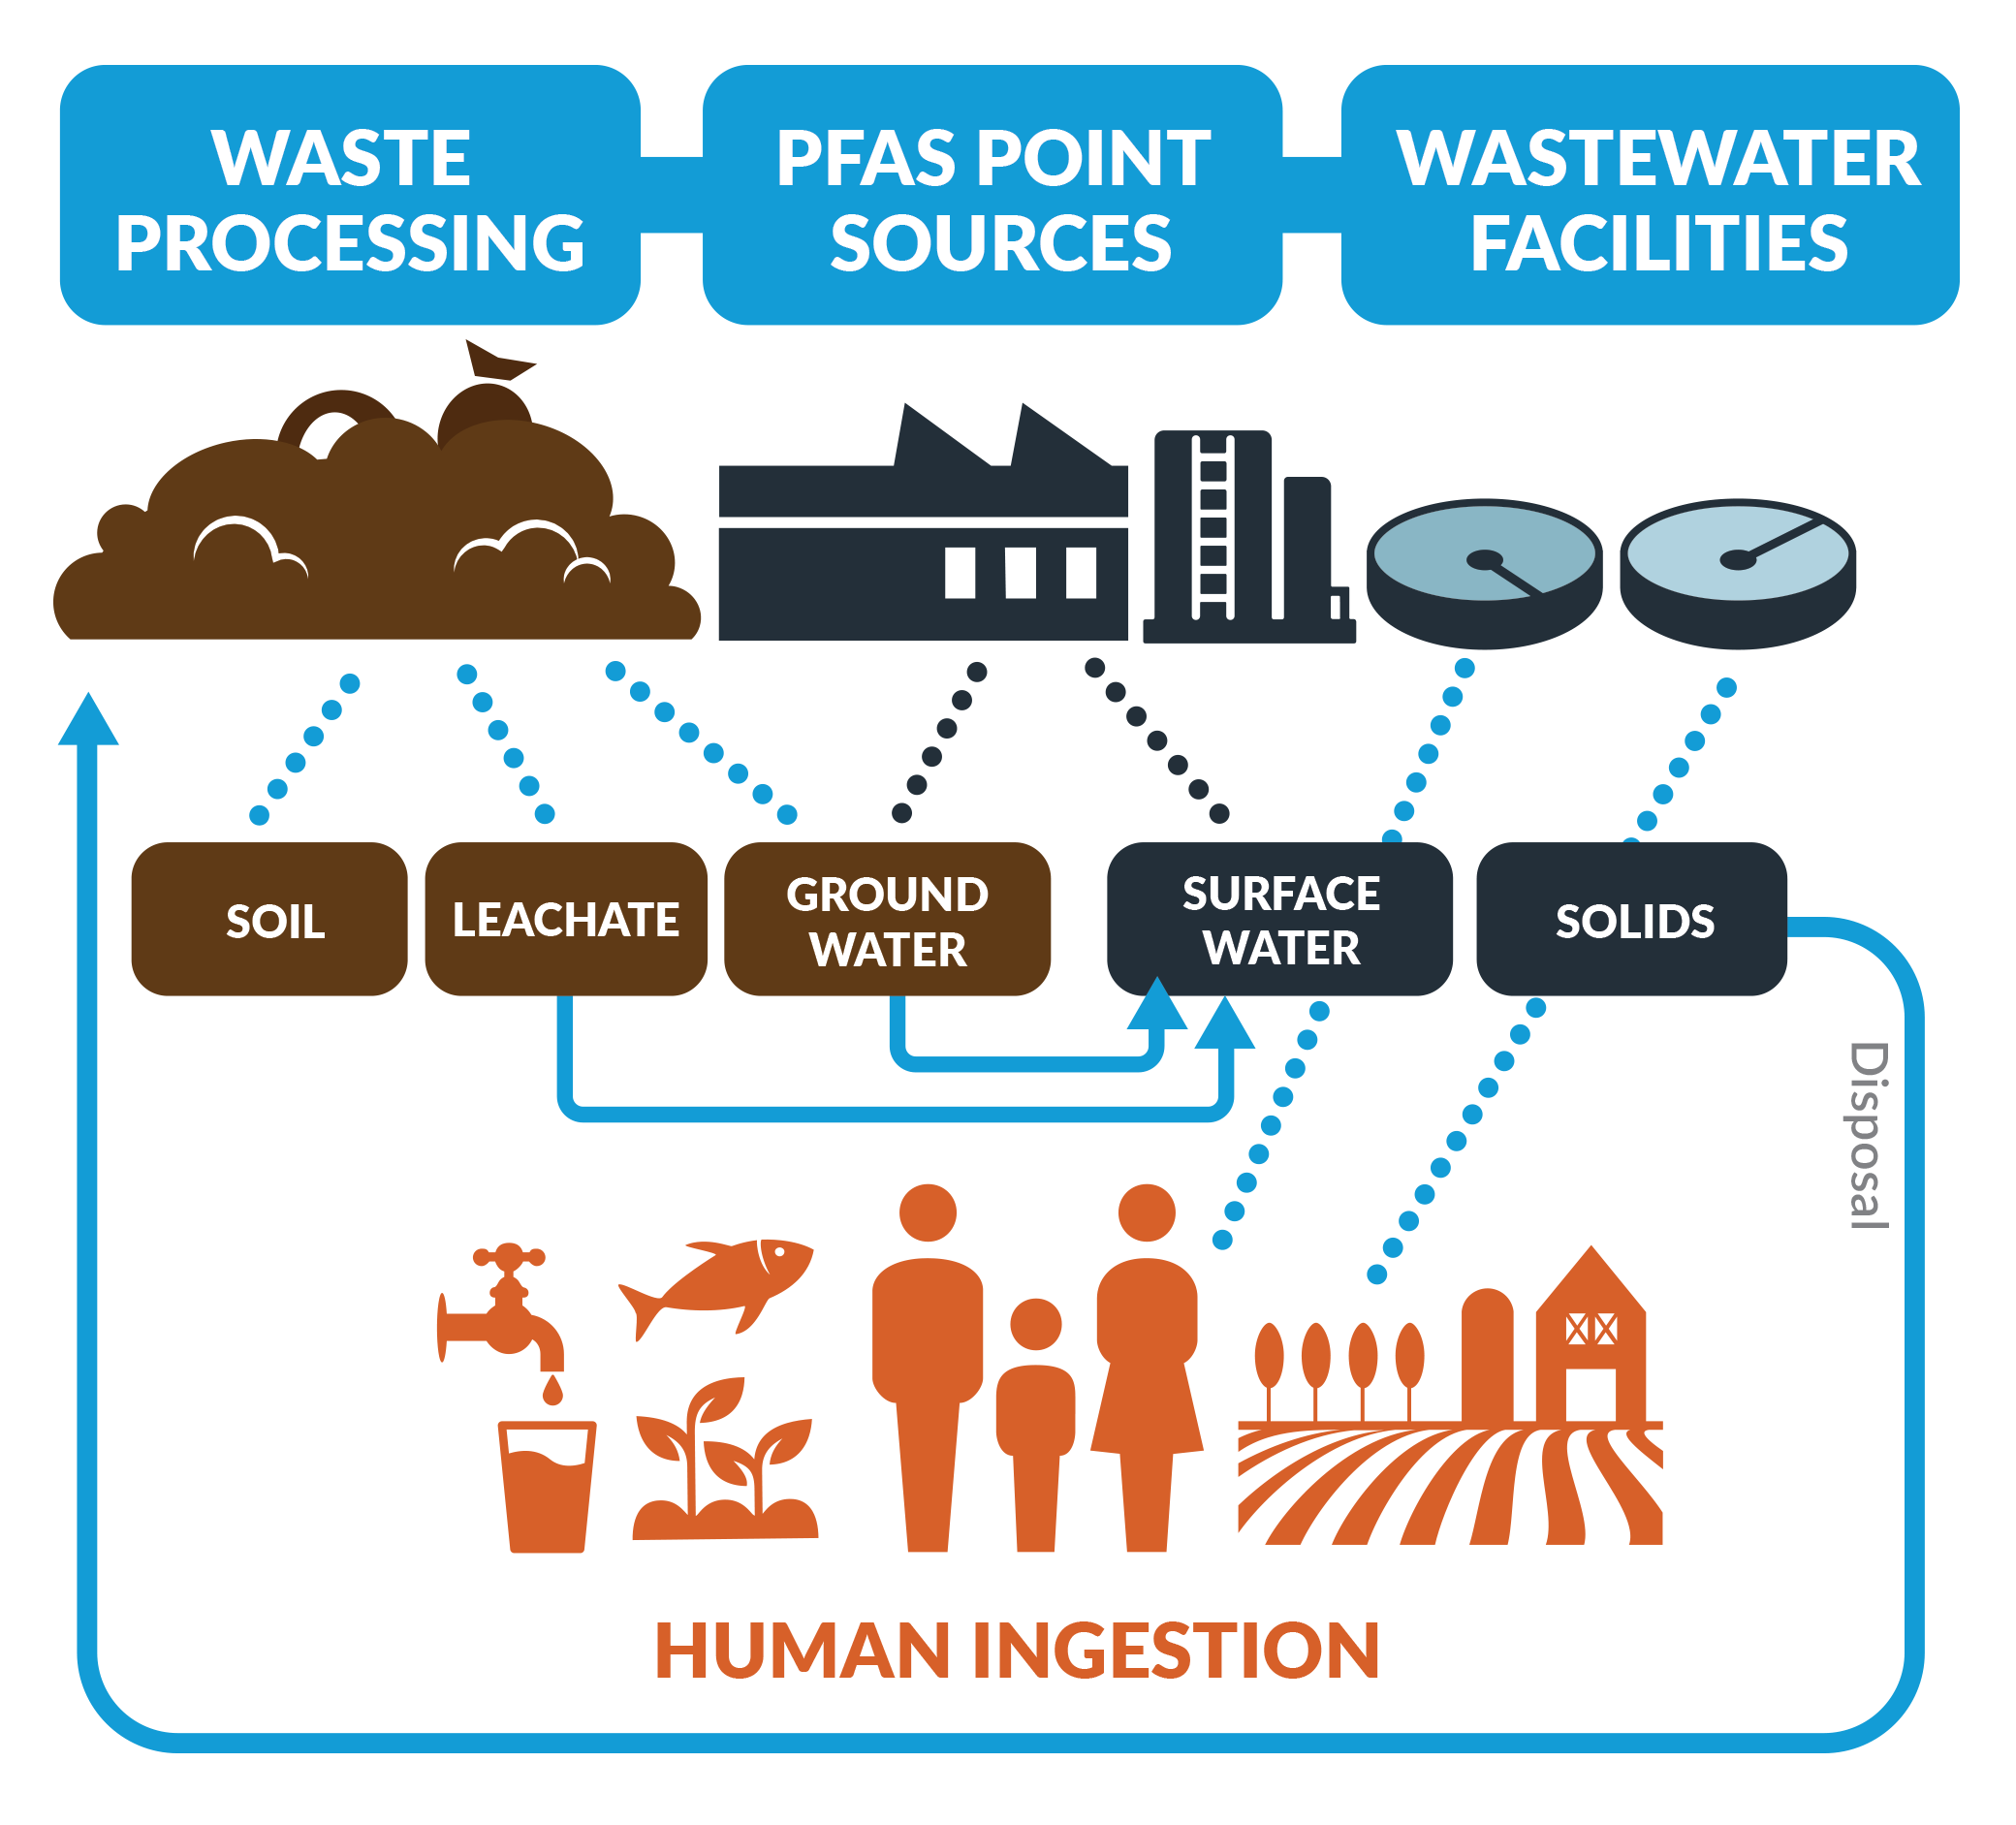 WASTE
PROCESSING
PFAS POINT
SOURCES
WASTEWATER
FACILITIES
SOIL
LEACHATE
GROUND
WATER
SURFACE
WATER
SOLIDS
Disposal
HUMAN INGESTION